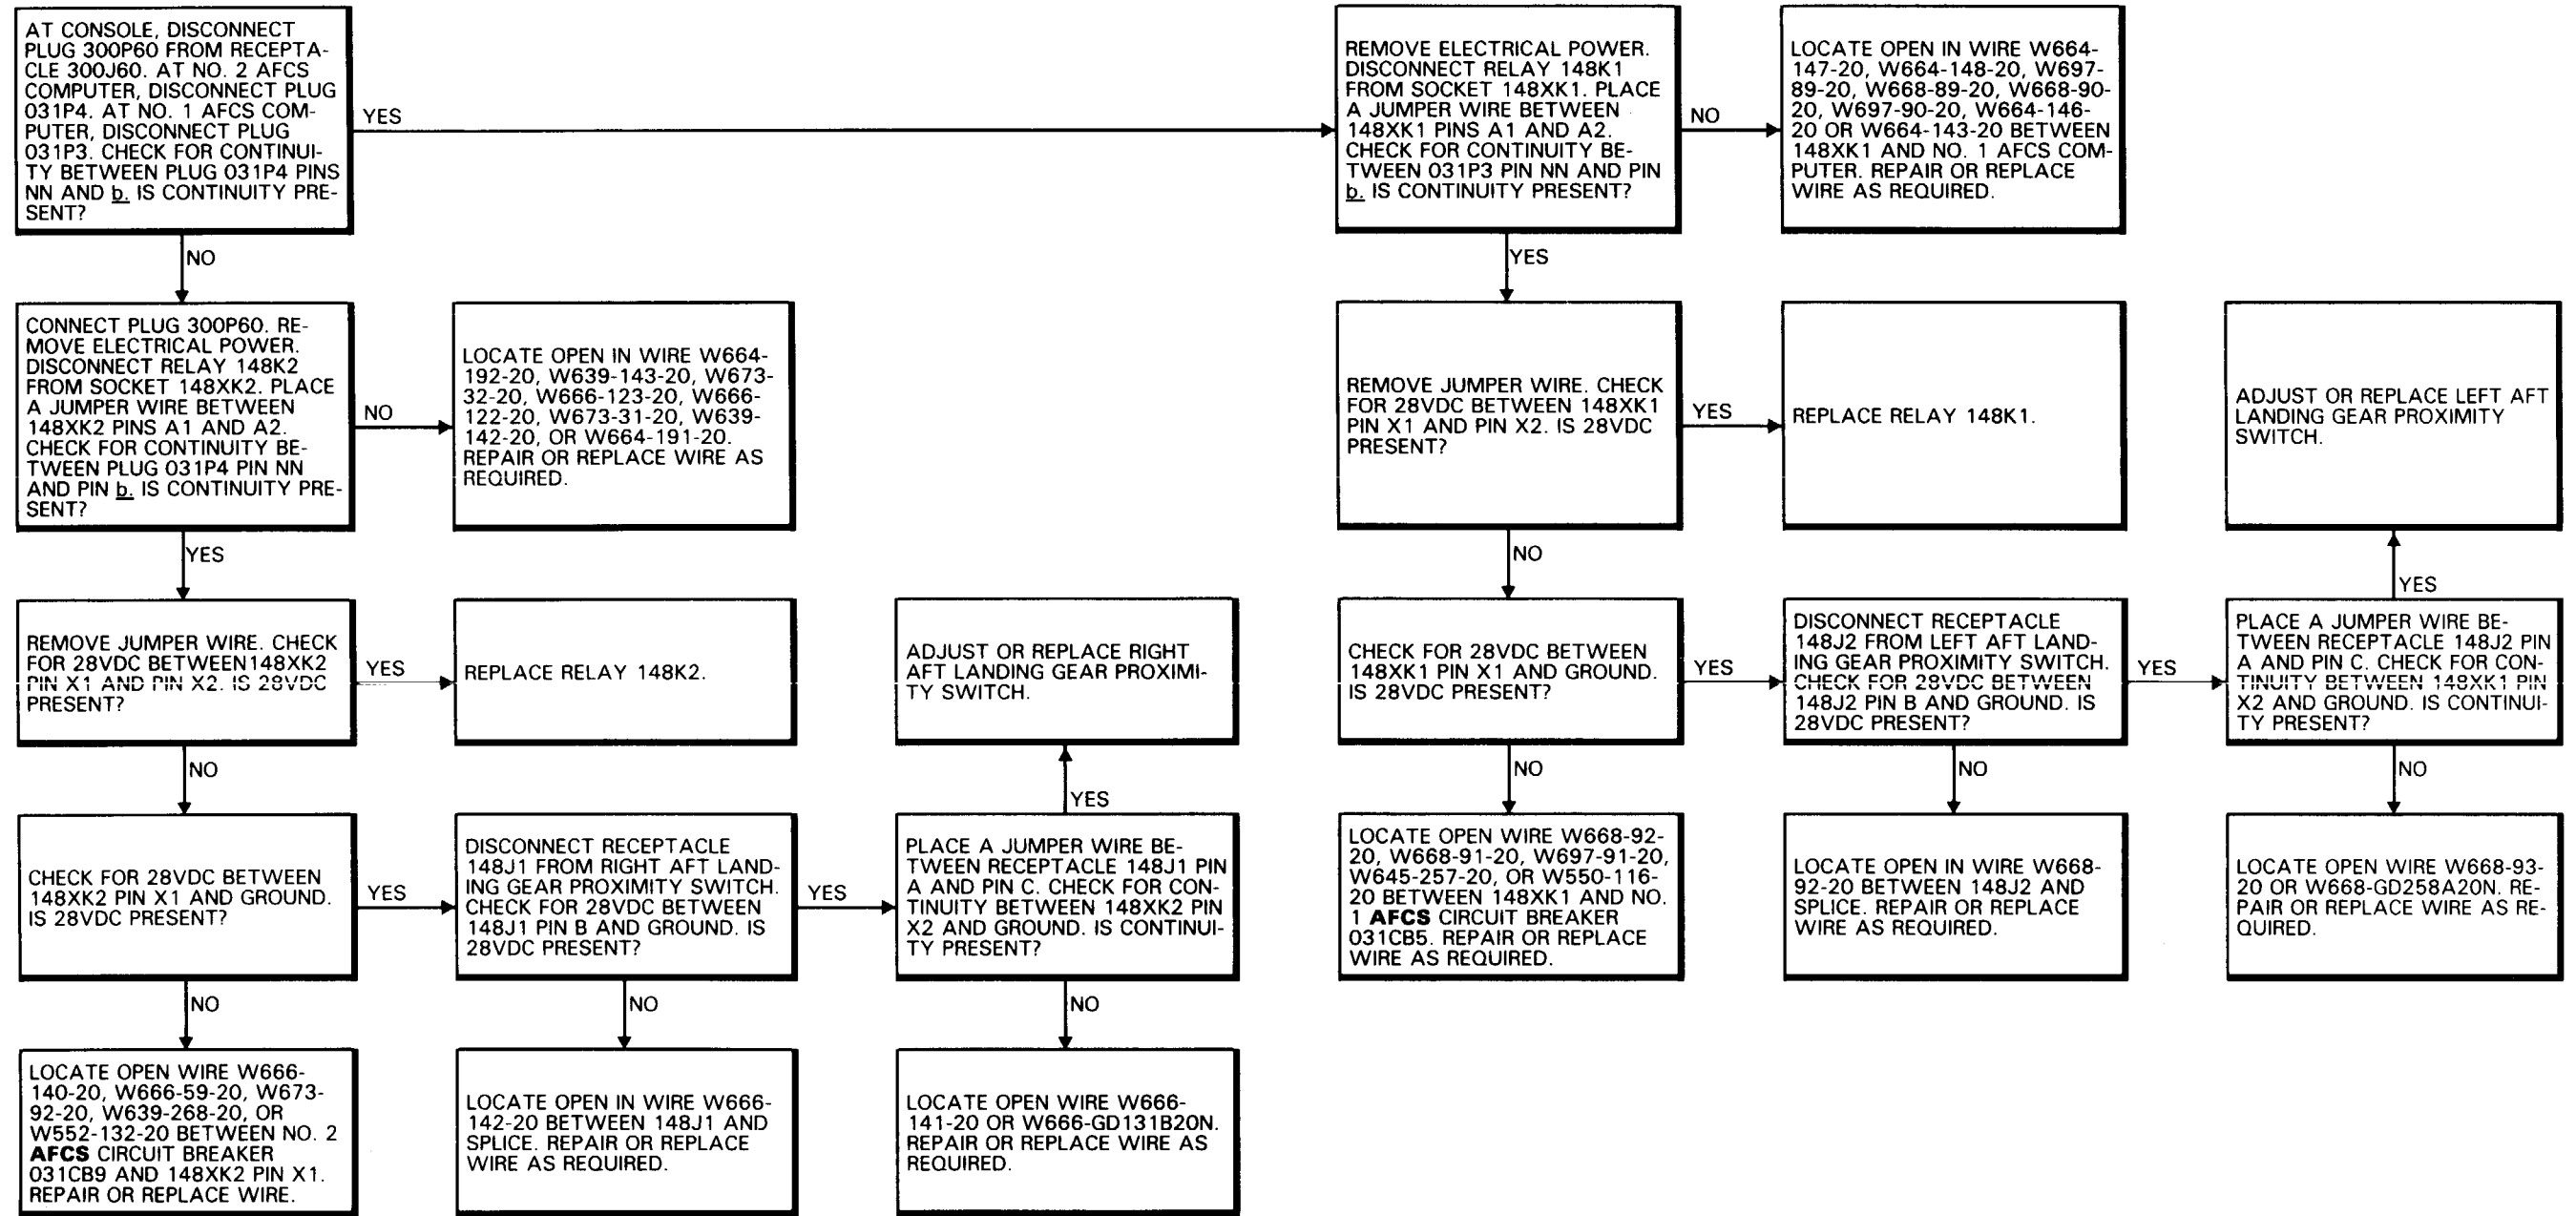 AT CONSOLE, DISCONNECT
PLUG 300P60 FROM RECEPTA-
CLE 300J60. AT NO. 2 AFCS
COMPUTER, DISCONNECT PLUG
031P4. AT NO. 1 AFCS COM-
PUTER, DISCONNECT PLUG
031P3. CHECK FOR CONTINUI-
TY BETWEEN PLUG 031P4 PINS
NN AND b. IS CONTINUITY PRE-
SENT?
YES
REMOVE ELECTRICAL POWER.
DISCONNECT RELAY 148K1
FROM SOCKET 148XK1. PLACE
A JUMPER WIRE BETWEEN
148XK1 PINS A1 AND A2.
CHECK FOR CONTINUITY BE-
TWEEN 031P3 PIN NN AND PIN
b. IS CONTINUITY PRESENT?
NO
LOCATE OPEN IN WIRE W664-
147-20, W664-148-20, W697-
89-20, W668-89-20, W668-90-
20, W697-90-20, W664-146-
20 OR W664-143-20 BETWEEN
148XK1 AND NO. 1 AFCS COM-
PUTER. REPAIR OR REPLACE
WIRE AS REQUIRED.
NO
YES
CONNECT PLUG 300P60. RE-
MOVE ELECTRICAL POWER.
DISCONNECT RELAY 148K2
FROM SOCKET 148XK2. PLACE
A JUMPER WIRE BETWEEN
148XK2 PINS A1 AND A2.
CHECK FOR CONTINUITY BE-
TWEEN PLUG 031P4 PIN NN
AND PIN b. IS CONTINUITY PRE-
SENT?
NO
LOCATE OPEN IN WIRE W664-
192-20, W639-143-20, W673-
32-20, W666-123-20, W666-
122-20, W673-31-20, W639-
142-20, OR W664-191-20.
REPAIR OR REPLACE WIRE AS
REQUIRED.
REMOVE JUMPER WIRE. CHECK
FOR 28VDC BETWEEN 148XK1
PIN X1 AND PIN X2. IS 28VDC
PRESENT?
YES
REPLACE RELAY 148K1.
ADJUST OR REPLACE LEFT AFT
LANDING GEAR PROXIMITY
SWITCH.
YES
NO
YES
REMOVE JUMPER WIRE. CHECK
FOR 28VDC BETWEEN 148XK2
PIN X1 AND PIN X2. IS 28VDC
PRESENT?
YES
REPLACE RELAY 148K2.
ADJUST OR REPLACE RIGHT
AFT LANDING GEAR PROXIMI-
TY SWITCH.
CHECK FOR 28VDC BETWEEN
148XK1 PIN X1 AND GROUND.
IS 28VDC PRESENT?
YES
DISCONNECT RECEPTACLE
148J2 FROM LEFT AFT LAND-
ING GEAR PROXIMITY SWITCH.
CHECK FOR 28VDC BETWEEN
148J2 PIN B AND GROUND. IS
28VDC PRESENT?
YES
PLACE A JUMPER WIRE BE-
TWEEN RECEPTACLE 148J2 PIN
A AND PIN C. CHECK FOR CON-
TINUITY BETWEEN 148XK1 PIN
X2 AND GROUND. IS CONTINUI-
TY PRESENT?
NO
YES
NO
NO
NO
CHECK FOR 28VDC BETWEEN
148XK2 PIN X1 AND GROUND.
IS 28VDC PRESENT?
YES
DISCONNECT RECEPTACLE
148J1 FROM RIGHT AFT LAND-
ING GEAR PROXIMITY SWITCH.
CHECK FOR 28VDC BETWEEN
148J1 PIN B AND GROUND. IS
28VDC PRESENT?
YES
PLACE A JUMPER WIRE BE-
TWEEN RECEPTACLE 148J1 PIN
A AND PIN C. CHECK FOR CON-
TINUITY BETWEEN 148XK2 PIN
X2 AND GROUND. IS CONTINUI-
TY PRESENT?
LOCATE OPEN WIRE W668-92-
20, W668-91-20, W697-91-20,
W645-257-20, OR W550-116-
20 BETWEEN 148XK1 AND NO.
1 AFCS CIRCUIT BREAKER
031CB5. REPAIR OR REPLACE
WIRE AS REQUIRED.
LOCATE OPEN IN WIRE W668-
92-20 BETWEEN 148J2 AND
SPLICE. REPAIR OR REPLACE
WIRE AS REQUIRED.
LOCATE OPEN WIRE W668-93-
20 OR W668-GD258A20N. RE-
PAIR OR REPLACE WIRE AS RE-
QUIRED.
NO
NO
NO
LOCATE OPEN WIRE W666-
140-20, W666-59-20, W673-
92-20, W639-268-20, OR
W552-132-20 BETWEEN NO. 2
AFCS CIRCUIT BREAKER
031CB9 AND 148XK2 PIN X1.
REPAIR OR REPLACE WIRE.
LOCATE OPEN IN WIRE W666-
142-20 BETWEEN 148J1 AND
SPLICE. REPAIR OR REPLACE
WIRE AS REQUIRED.
LOCATE OPEN WIRE W666-
141-20 OR W666-GD131B20N.
REPAIR OR REPLACE WIRE AS
REQUIRED.